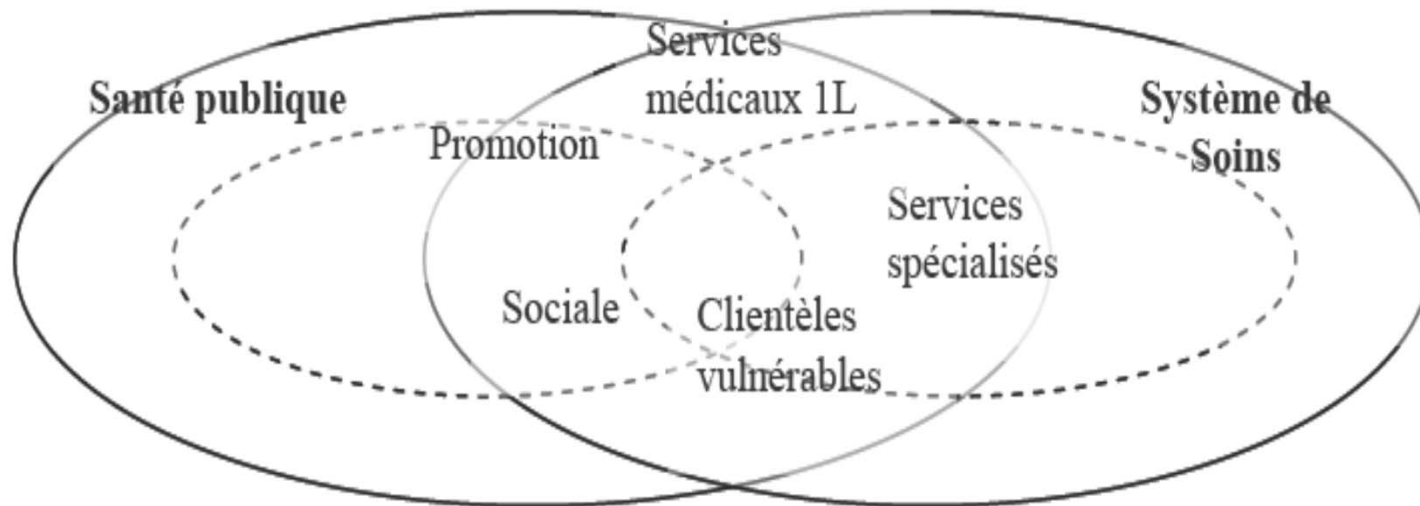 Santé publique
Promotion
Sociale
Services
médicaux 1L
Clientèles
vulnérables
Services
spécialisés
Système de
Soins